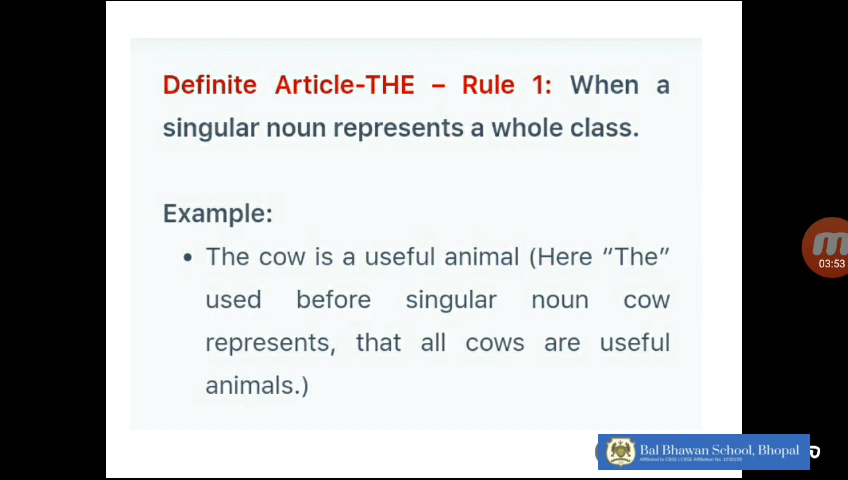 Definite Article-THE – Rule 1: When a
singular noun represents a whole class.
Example:
• The cow is a useful animal (Here “The”
used before singular noun cow
represents, that all cows are useful
animals.)
03:53
Bal Bhawan School, Bhopal